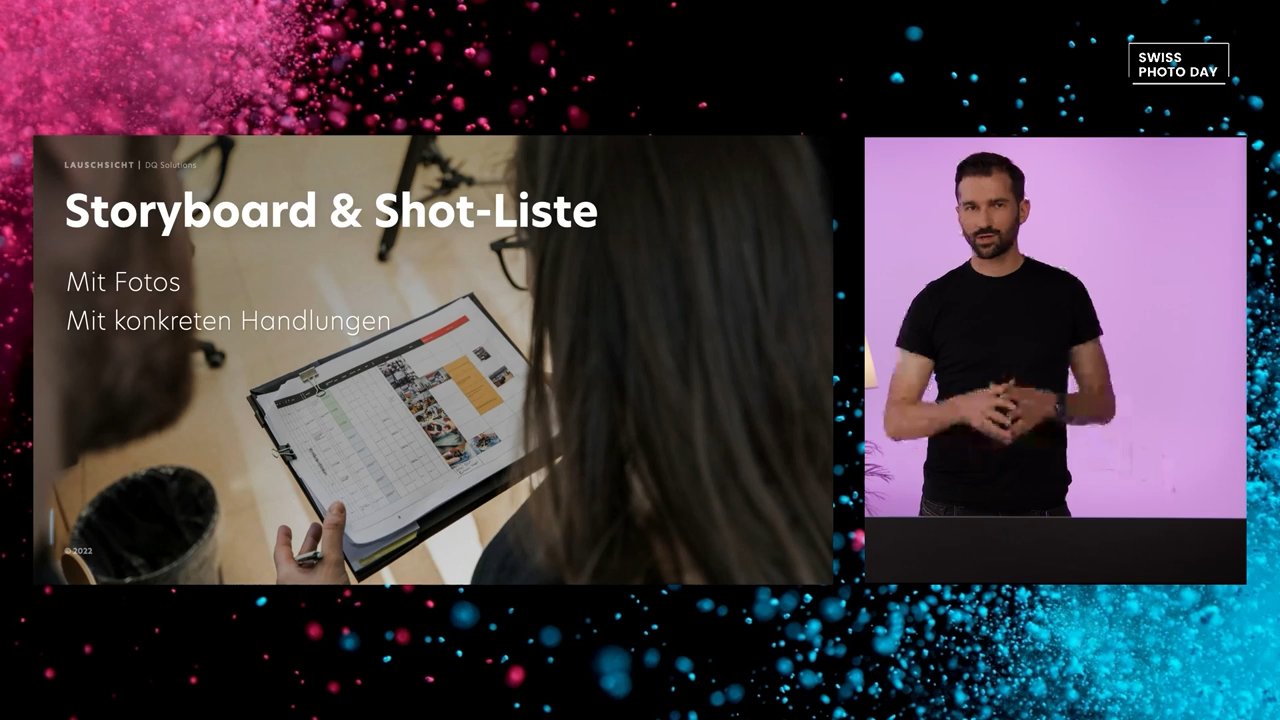 SWISS
PHOTO DAY
LAUSCHSICHT | DQ Solutions
Storyboard & Shot-Liste
Mit Fotos
Mit konkreten Handlungen
© 2022